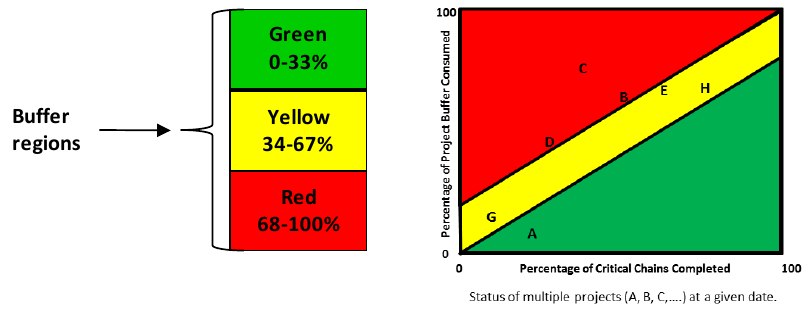 Green
0-33%
Buffer
regions
Yellow
34-67%
Red
68-100%
100
Percentage of Project Buffer Consumed
C
B
E
H
D
G
A
0
0
Percentage of Critical Chains Completed
100
Status of multiple projects (A, B, C,....) at a given date.